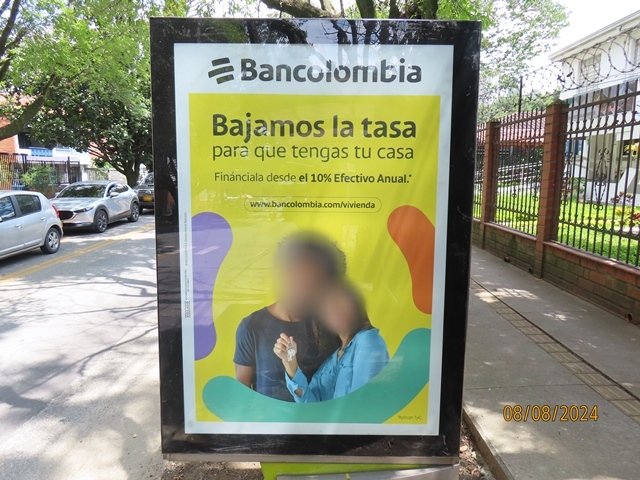 Bancolombia
Bajamos la tasa
para que tengas tu casa
Fináncíala desde el 10% Efectivo Anual.*
www.bancolombia.com/vivienda
08/08/2024